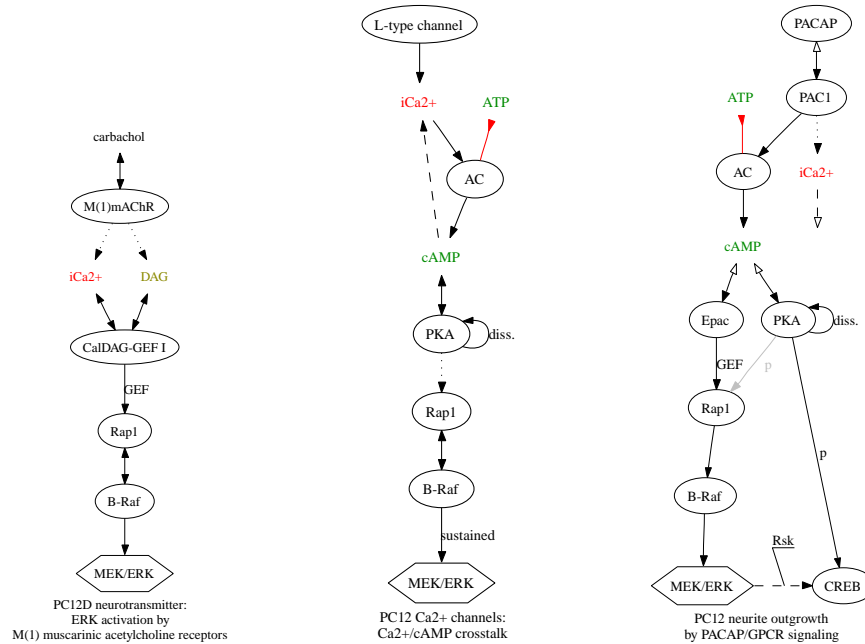 carbachol
M(1)mAChR
iCa2+
DAG
CalDAG-GEF I
GEF
Rap1
B-Raf
MEK/ERK
PC12D neurotransmitter:
ERK activation by
M(1) muscarinic acetylcholine receptors
L-type channel
iCa2+
ATP
AC
cAMP
PKA
diss.
Rap1
B-Raf
sustained
MEK/ERK
PC12 Ca2+ channels:
Ca2+/cAMP crosstalk
PACAP
ATP
PAC1
AC
iCa2+
cAMP
Epac
PKA
diss.
GEF
p
Rap1
p
B-Raf
Rsk
MEK/ERK
CREB
PC12 neurite outgrowth
by PACAP/GPCR signaling